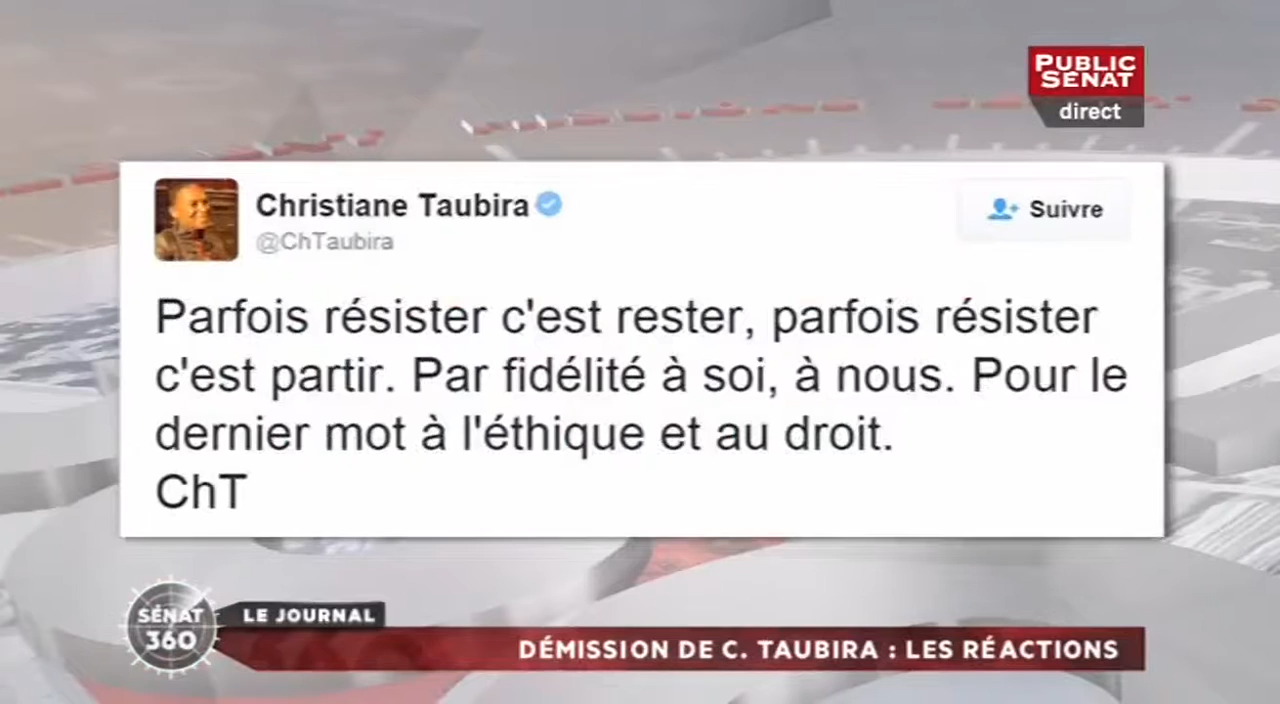 PUBLIC
SÉNAT
direct
Christiane Taubira
@ChTaubira
Suivre
Parfois résister c'est rester, parfois résister
c'est partir. Par fidélité à soi, à nous. Pour le
dernier mot à l'éthique et au droit.
ChT
SÉNAT
360
LE JOURNAL
DÉMISSION DE C. TAUBIRA : LES RÉACTIONS